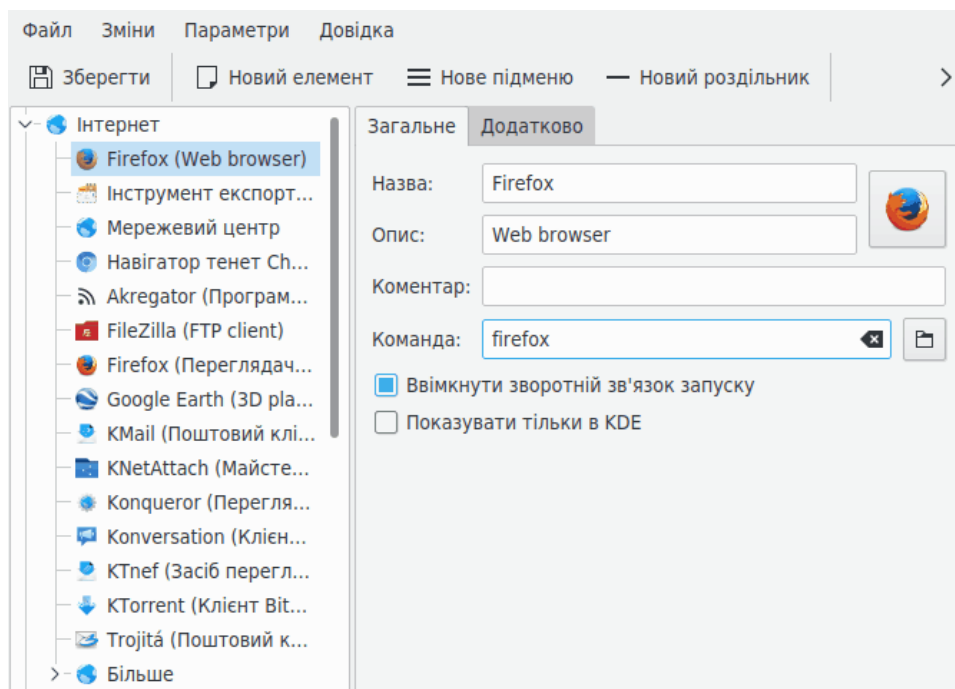 Файл Зміни Параметри Довідка
Зберегти Новий елемент Нове підменю Новий роздільник
Інтернет
Firefox (Web browser)
Інструмент експорт...
Мережевий центр
Навігатор тенет Ch...
Akregator (Програм...
FileZilla (FTP client)
Firefox (Переглядач...
Google Earth (3D pla...
KMail (Поштовий клі...
KNetAttach (Майсте...
Konqueror (Перегля...
Konversation (Клієн...
KTnef (Засіб перегл...
KTorrent (Клієнт Bit...
Trojitá (Поштовий к...
Більше
Загальне Додатково
Назва: Firefox
Опис: Web browser
Коментар:
Команда: firefox
Ввімкнути зворотній зв'язок запуску
Показувати тільки в KDE